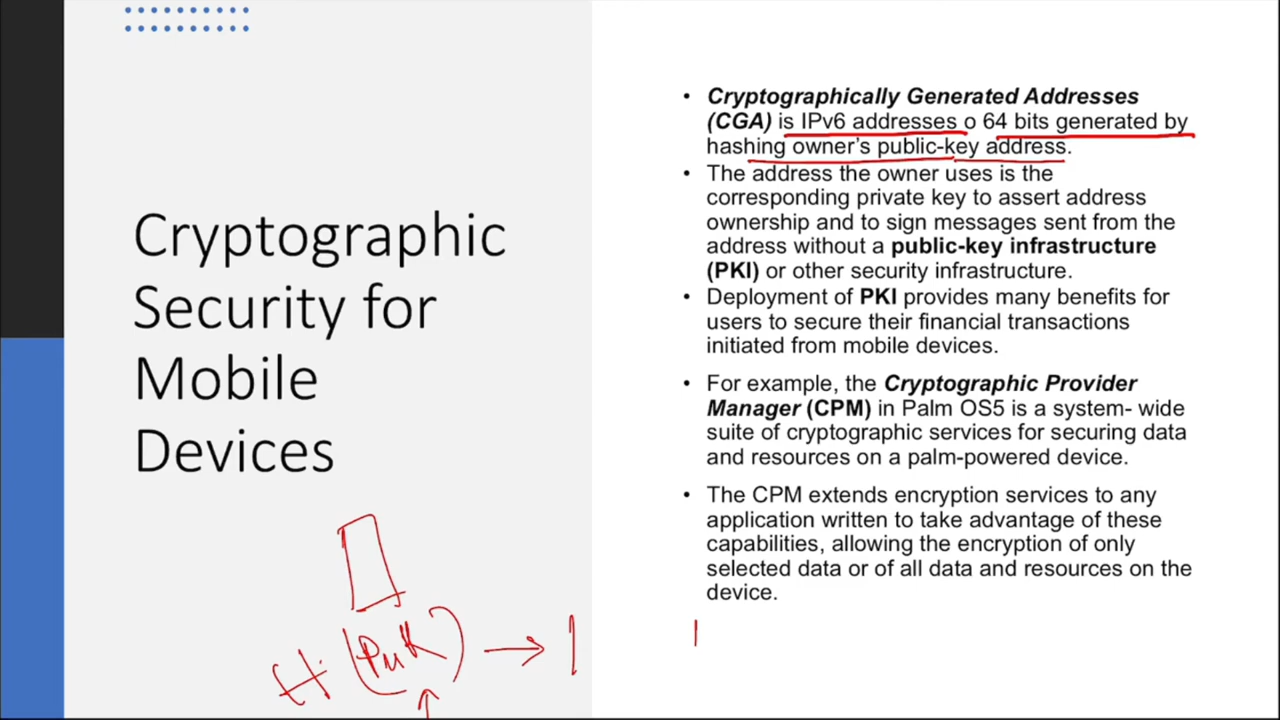 Cryptographic
Security for
Mobile
Devices
• Cryptographically Generated Addresses
(CGA) is IPv6 addresses o 64 bits generated by
hashing owner's public-key address.
• The address the owner uses is the
corresponding private key to assert address
ownership and to sign messages sent from the
address without a public-key infrastructure
(PKI) or other security infrastructure.
• Deployment of PKI provides many benefits for
users to secure their financial transactions
initiated from mobile devices.
• For example, the Cryptographic Provider
Manager (CPM) in Palm OS5 is a system- wide
suite of cryptographic services for securing data
and resources on a palm-powered device.
• The CPM extends encryption services to any
application written to take advantage of these
capabilities, allowing the encryption of only
selected data or of all data and resources on the
device.
H (PuK) →